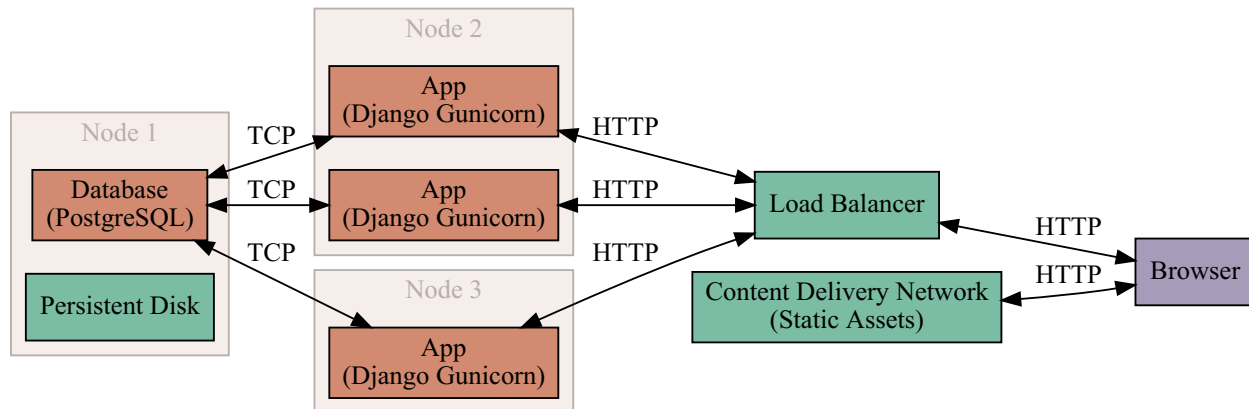 Node 1
Database
(PostgreSQL)
Persistent Disk
TCP
TCP
TCP
Node 2
App
(Django Gunicorn)
App
(Django Gunicorn)
Node 3
App
(Django Gunicorn)
HTTP
HTTP
HTTP
Load Balancer
Content Delivery Network
(Static Assets)
HTTP
HTTP
Browser